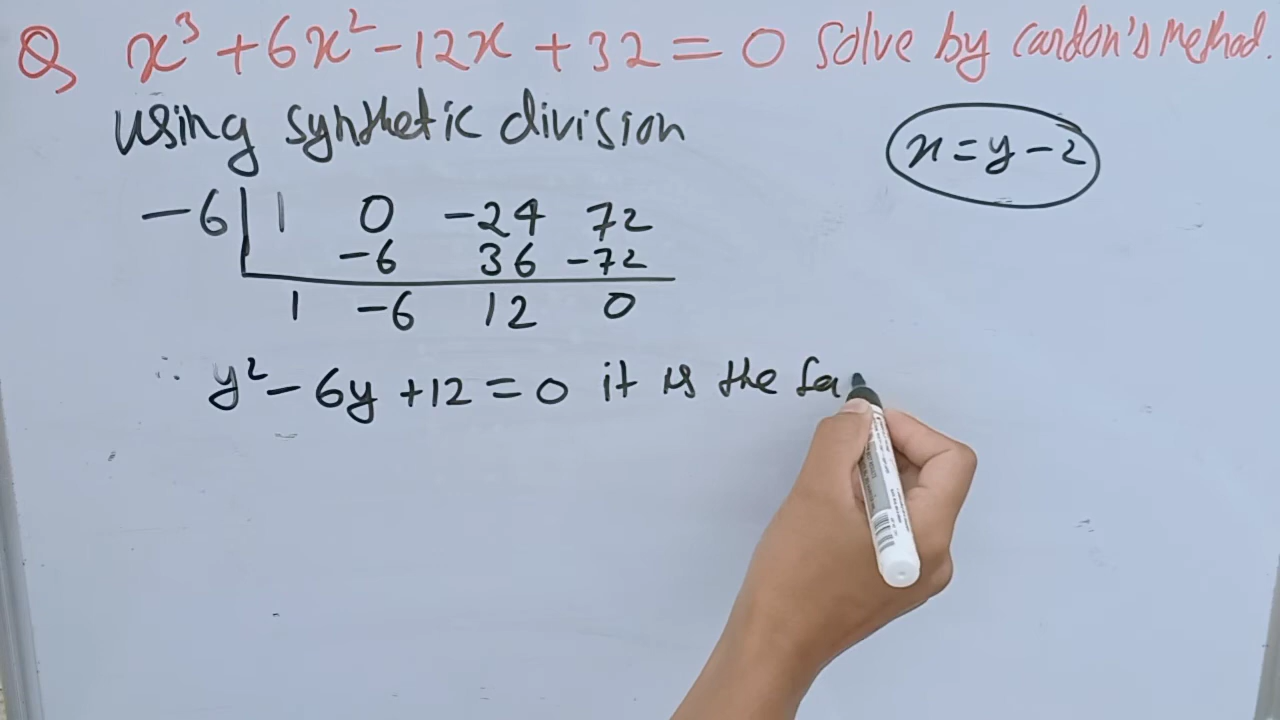 Q x³ + 6x² - 12x + 32 = 0 solve by cardon's Method.
using synthetic division
x = y - 2
-6 | 1 0 -24 72
-6 36 -72
1 -6 12 0
∴ y² - 6y + 12 = 0 it is the fa